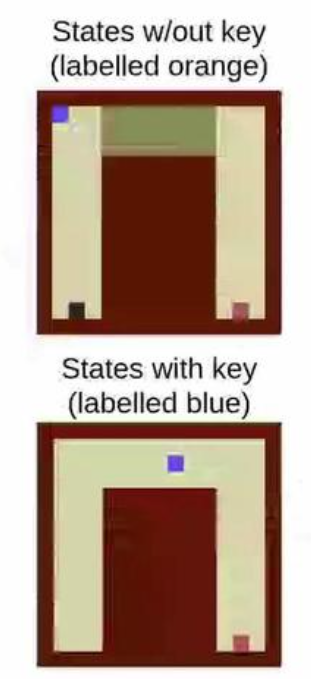 States w/out key
(labelled orange)
States with key
(labelled blue)